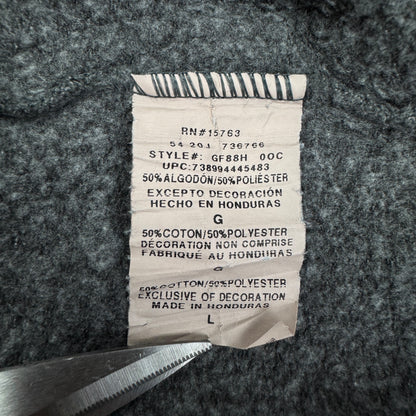 RN#15763
54 201 736766
STYLE#: GF88H 00C
UPC:738994445483
50%ALGODON/50%POLIÉSTER
EXCEPTO DECORACIÓN
HECHO EN HONDURAS
G
50%COTON/50%POLYESTER
DÉCORATION NON COMPRISE
FABRIQUÉ AU HONDURAS
G
50%COTTON/50%POLYESTER
EXCLUSIVE OF DECORATION
MADE IN HONDURAS
L